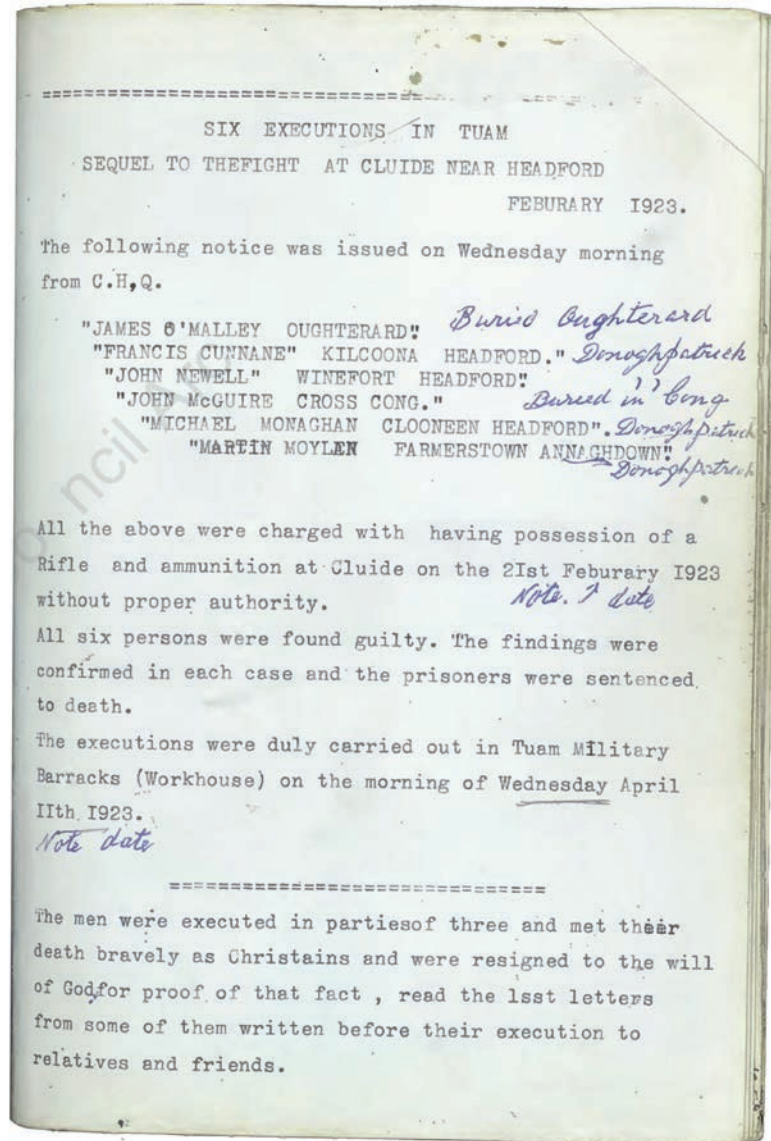 ================================================
SIX EXECUTIONS IN TUAM
SEQUEL TO THEFIGHT AT CLUIDE NEAR HEADFORD
FEBURARY I923.
The following notice was issued on Wednesday morning
from C.H,Q.
"JAMES O'MALLEY OUGHTERARD". Buried Oughterard
"FRANCIS CUNNANE" KILCOONA HEADFORD." Donoghpatrick
"JOHN NEWELL" WINEFORT HEADFORD". "
"JOHN McGUIRE CROSS CONG." Buried in Cong
"MICHAEL MONAGHAN CLOONEEN HEADFORD". Donoghpatrick
"MARTIN MOYLEN FARMERSTOWN ANNAGHDOWN".
Donoghpatrick
All the above were charged with having possession of a
Rifle and ammunition at Cluide on the 2Ist Feburary I923
without proper authority. Note. ? date
All six persons were found guilty. The findings were
confirmed in each case and the prisoners were sentenced.
to death.
The executions were duly carried out in Tuam Military
Barracks (Workhouse) on the morning of Wednesday April
IIth I923.
Note date
===============================
The men were executed in partiesof three and met their
death bravely as Christains and were resigned to the will
of God,for proof of that fact , read the lsst letters
from some of them written before their execution to
relatives and friends.
ncil Ar